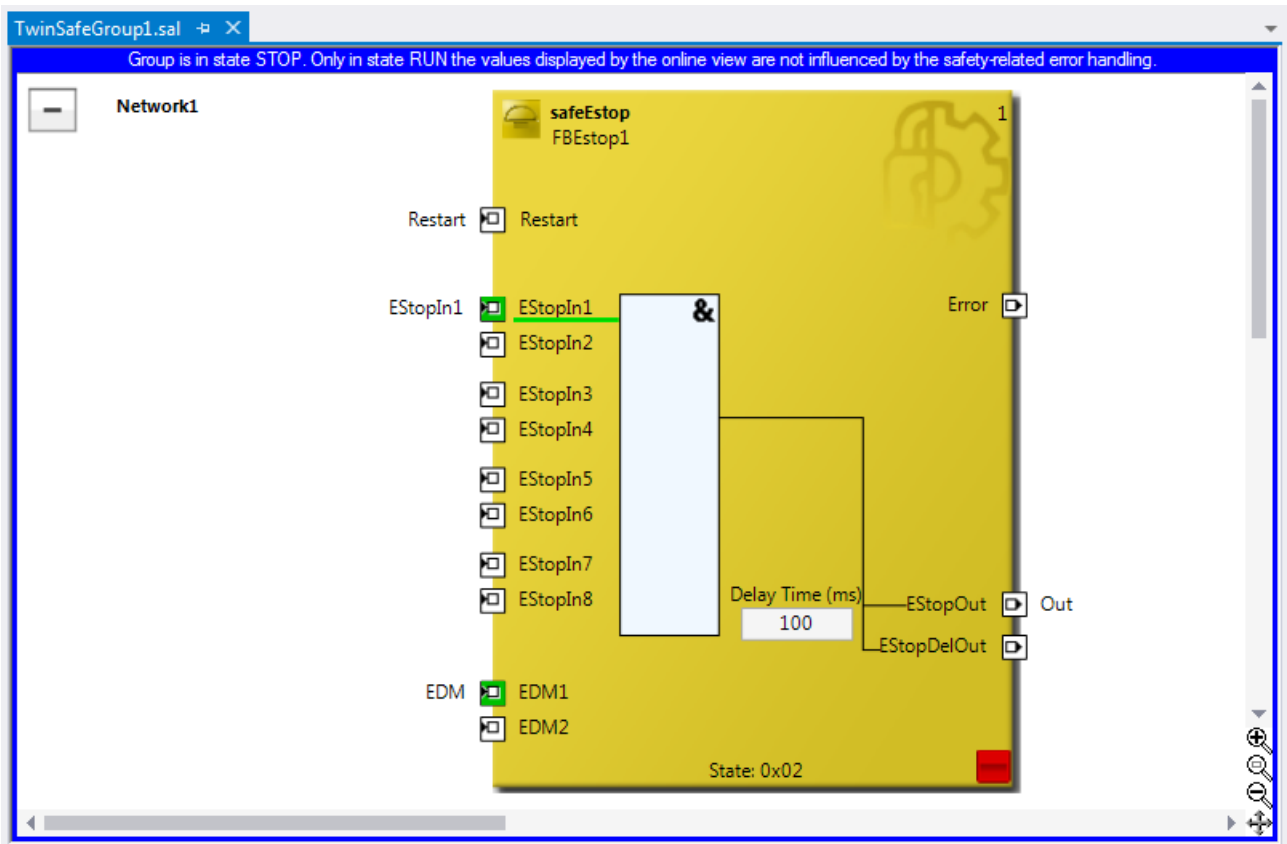 TwinSafeGroup1.sal
Group is in state STOP. Only in state RUN the values displayed by the online view are not influenced by the safety-related error handling.
Network1
safeEstop
FBEstop1
1
Restart Restart
EStopIn1 EStopIn1 & Error
EStopIn2
EStopIn3
EStopIn4
EStopIn5
EStopIn6
EStopIn7
EStopIn8
Delay Time (ms)
100
EStopOut Out
EStopDelOut
EDM EDM1
EDM2
State: 0x02